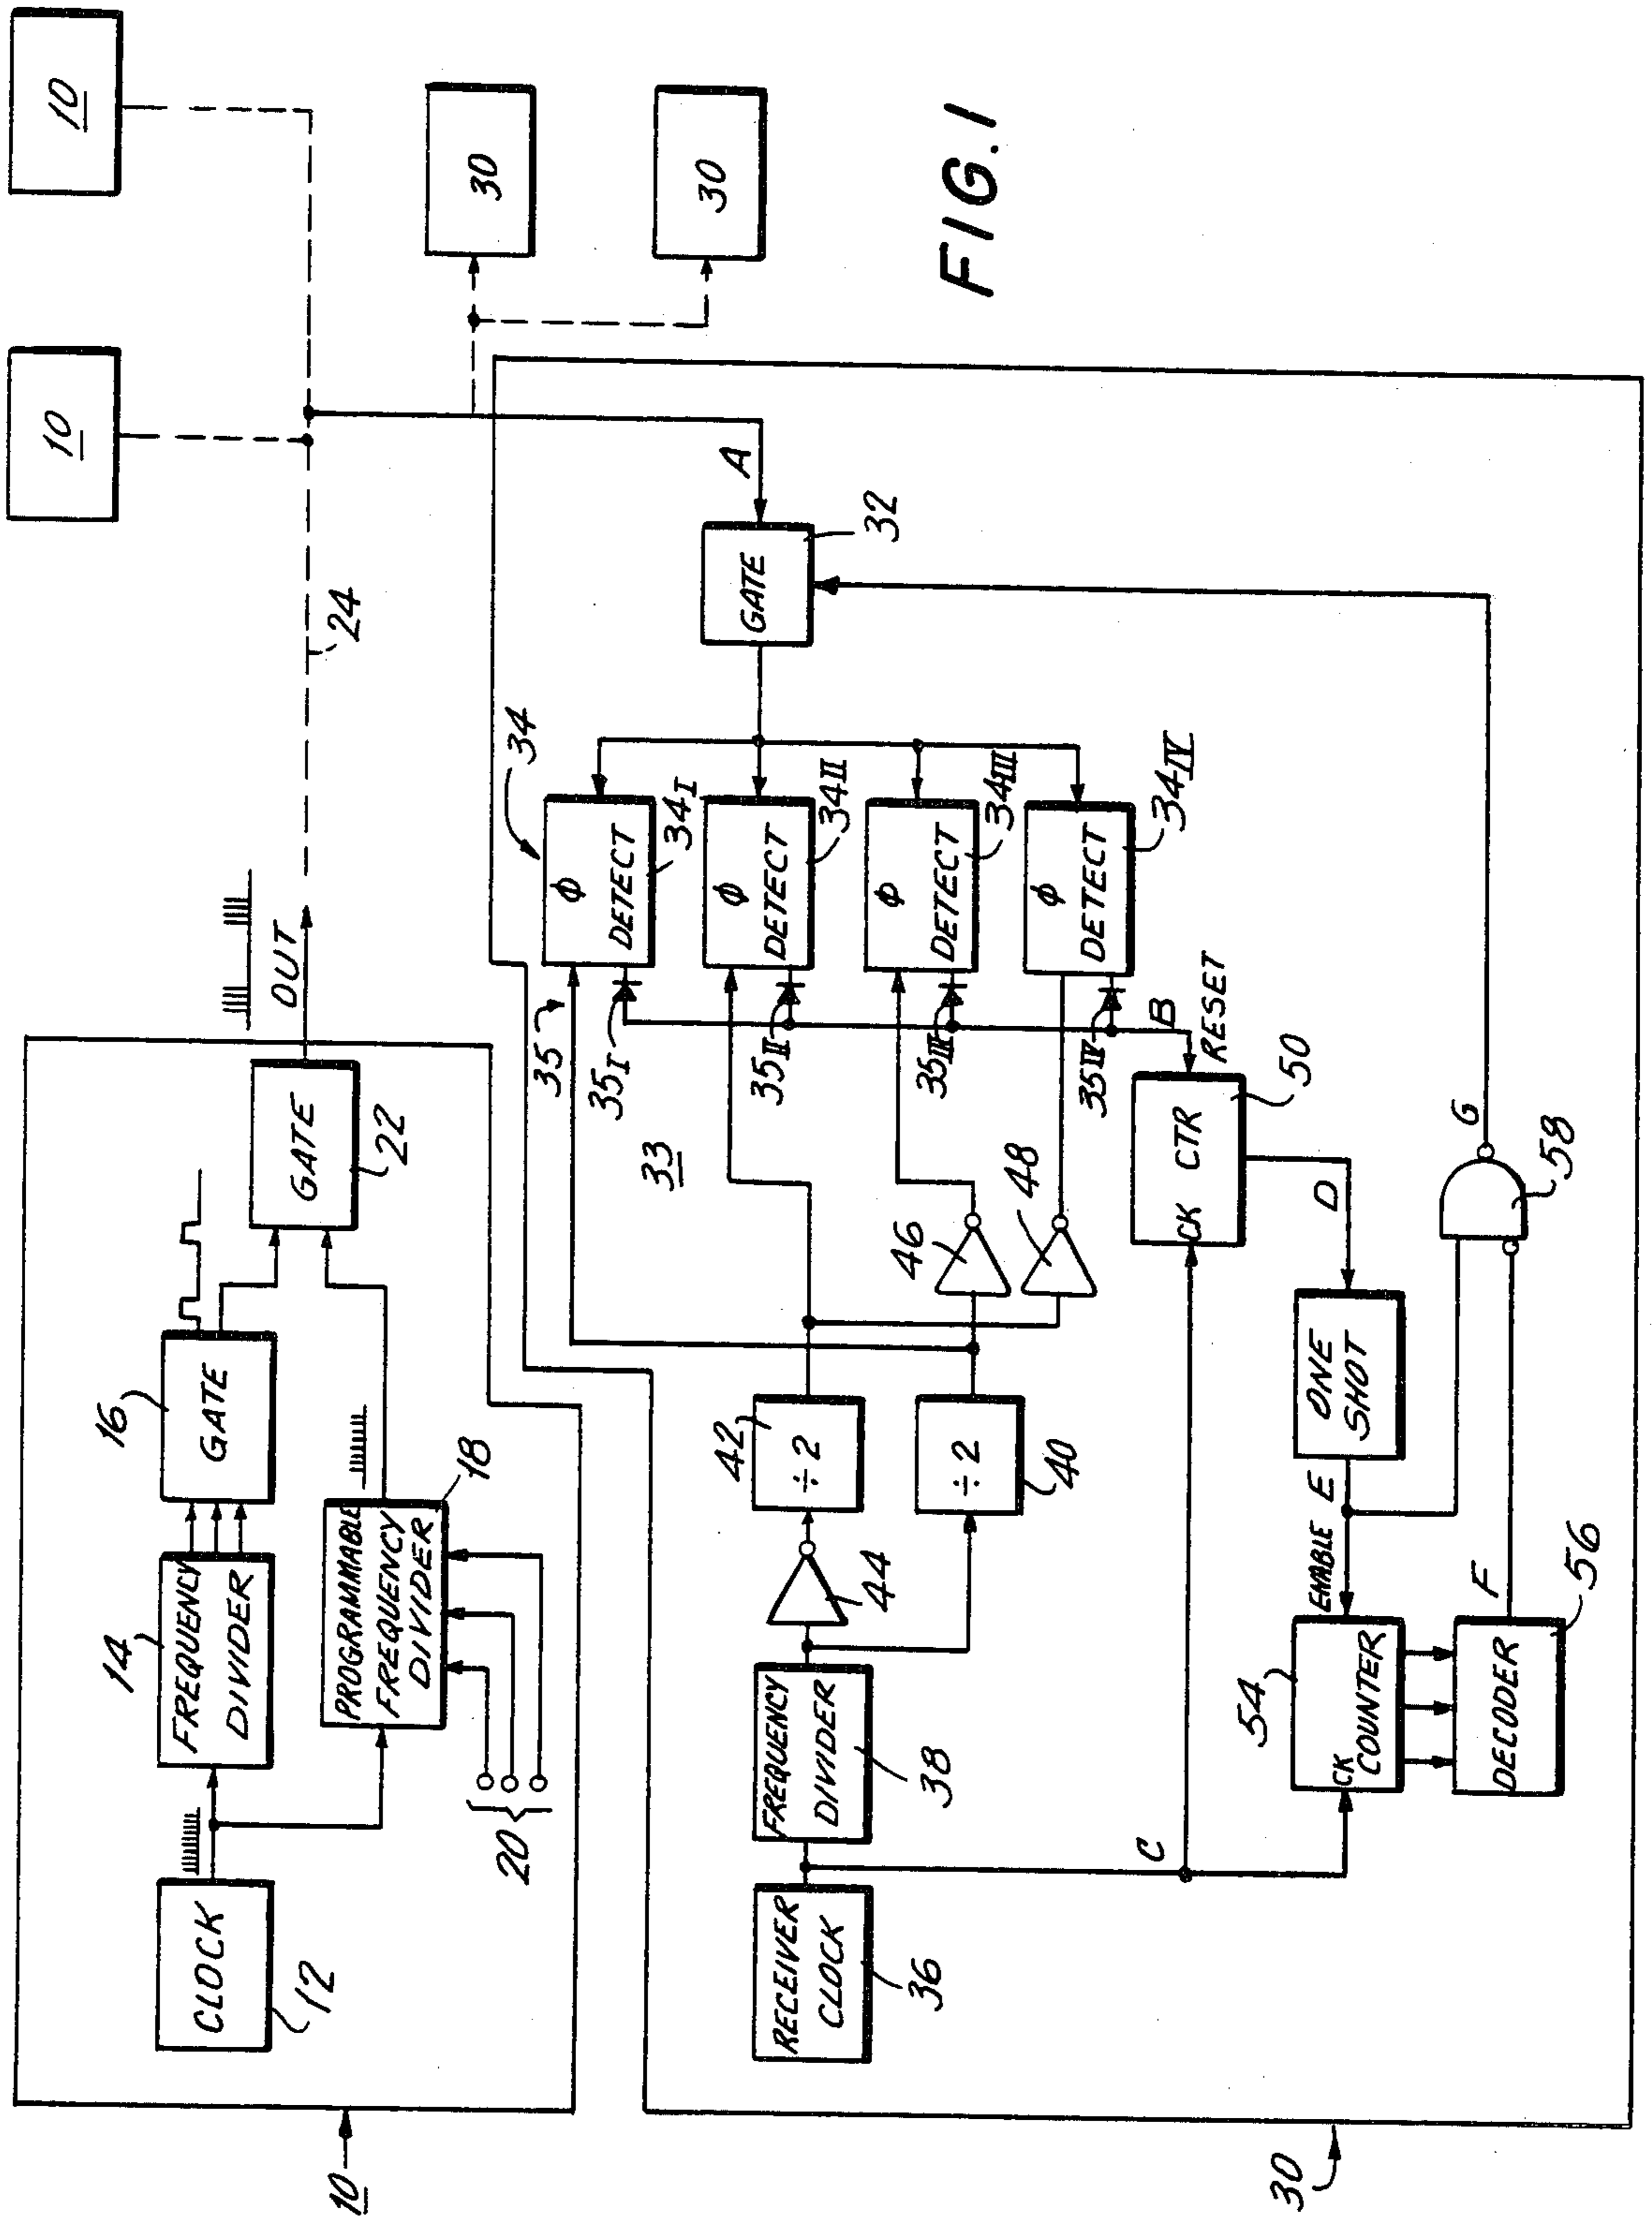 10
10
30
30
FIG. 1
24
OUT
10
CLOCK
12
14
FREQUENCY
DIVIDER
16
GATE
PROGRAMMABLE
FREQUENCY
DIVIDER
18
20
GATE
22
A
GATE
32
34
Φ
DETECT
34I
Φ
DETECT
34II
Φ
DETECT
34III
Φ
DETECT
34IV
35
35I
35II
35III
35IV
33
B
RESET
CK CTR
50
46
48
42
÷2
÷2
40
44
FREQUENCY
DIVIDER
38
RECEIVER
CLOCK
36
C
D
ONE
SHOT
E
ENABLE
54
CK
COUNTER
DECODER
56
F
G
58
30